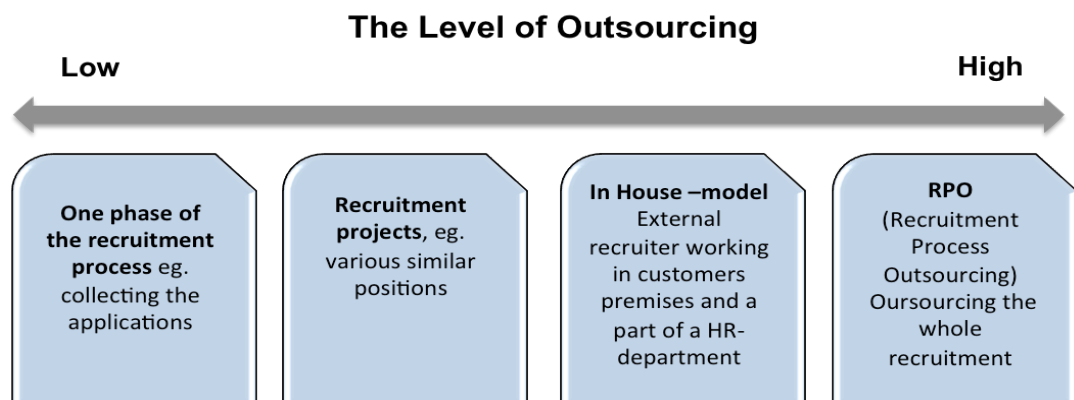 The Level of Outsourcing
Low
High
One phase of
the recruitment
process eg.
collecting the
applications
Recruitment
projects, eg.
various similar
positions
In House –model
External
recruiter working
in customers
premises and a
part of a HR-
department
RPO
(Recruitment
Process
Outsourcing)
Oursourcing the
whole
recruitment